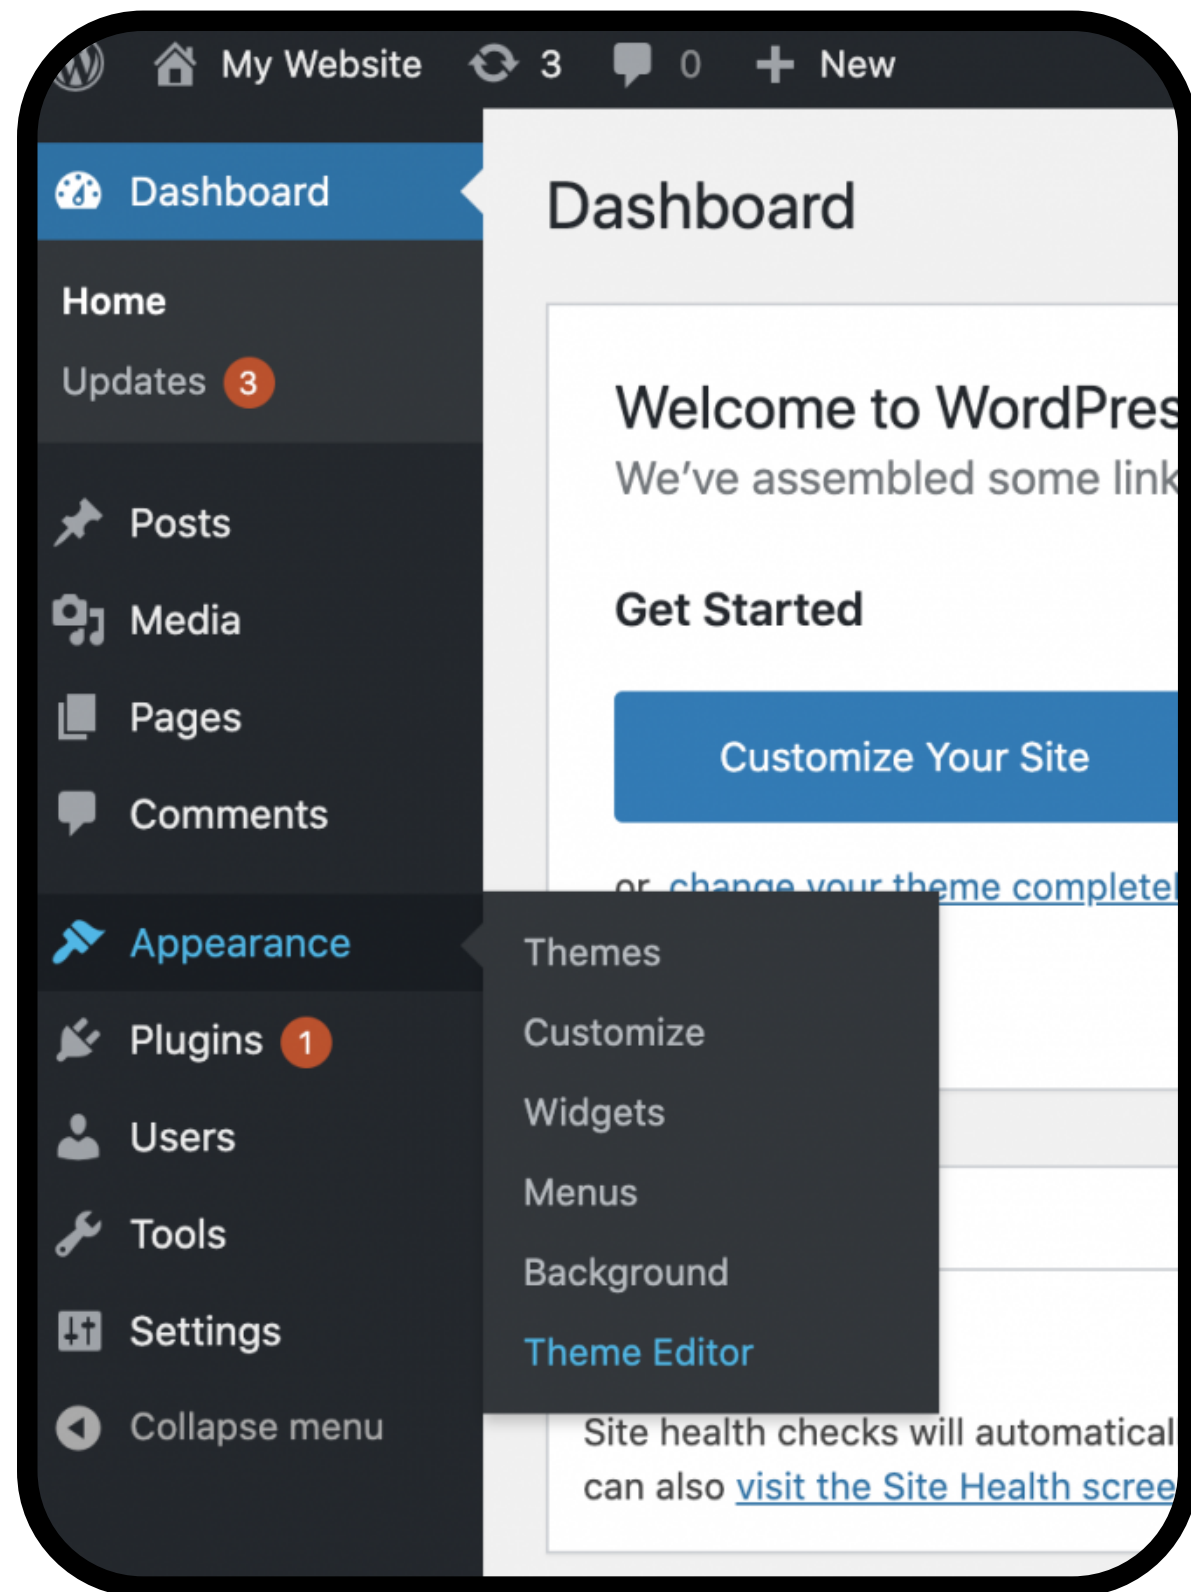 My Website 3 0 New
Dashboard
Home
Updates 3
Posts
Media
Pages
Comments
Appearance
Plugins 1
Users
Tools
Settings
Collapse menu
Themes
Customize
Widgets
Menus
Background
Theme Editor
Dashboard
Welcome to WordPres
We've assembled some link
Get Started
Customize Your Site
or change your theme completel
Site health checks will automatical
can also visit the Site Health scree